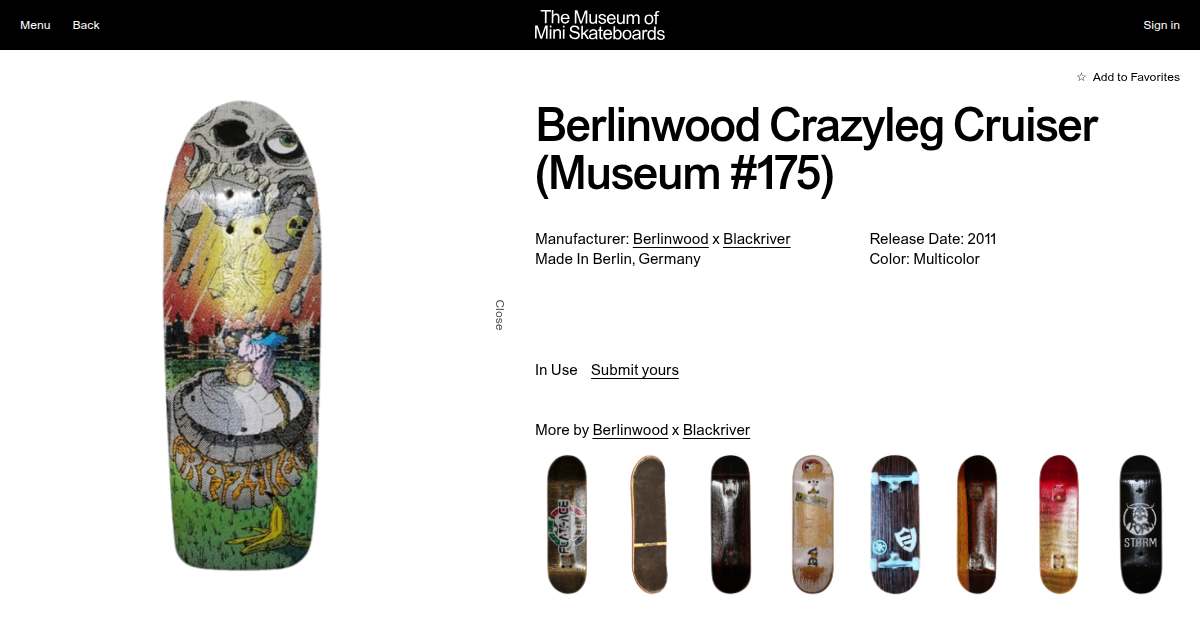 Menu
Back
The Museum of
Mini Skateboards
Sign in
☆ Add to Favorites
Berlinwood Crazyleg Cruiser
(Museum #175)
Manufacturer: Berlinwood x Blackriver
Made In Berlin, Germany
Release Date: 2011
Color: Multicolor
Close
In Use
Submit yours
More by Berlinwood x Blackriver
FLATFACE
STORM